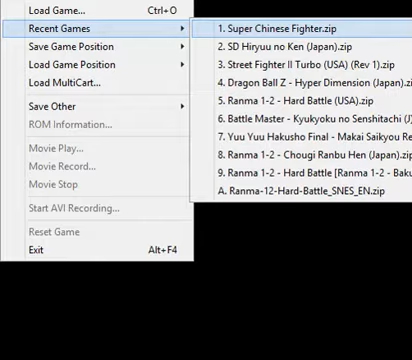 Load Game... Ctrl+O
Recent Games
Save Game Position
Load Game Position
Load MultiCart...
Save Other
ROM Information...
Movie Play...
Movie Record...
Movie Stop
Start AVI Recording...
Reset Game
Exit Alt+F4
1. Super Chinese Fighter.zip
2. SD Hiryuu no Ken (Japan).zip
3. Street Fighter II Turbo (USA) (Rev 1).zip
4. Dragon Ball Z - Hyper Dimension (Japan).zip
5. Ranma 1-2 - Hard Battle (USA).zip
6. Battle Master - Kyukyoku no Senshitachi (J
7. Yuu Yuu Hakusho Final - Makai Saikyou Re
8. Ranma 1-2 - Chougi Ranbu Hen (Japan).zip
9. Ranma 1-2 - Hard Battle [Ranma 1-2 - Baku
A. Ranma-12-Hard-Battle_SNES_EN.zip